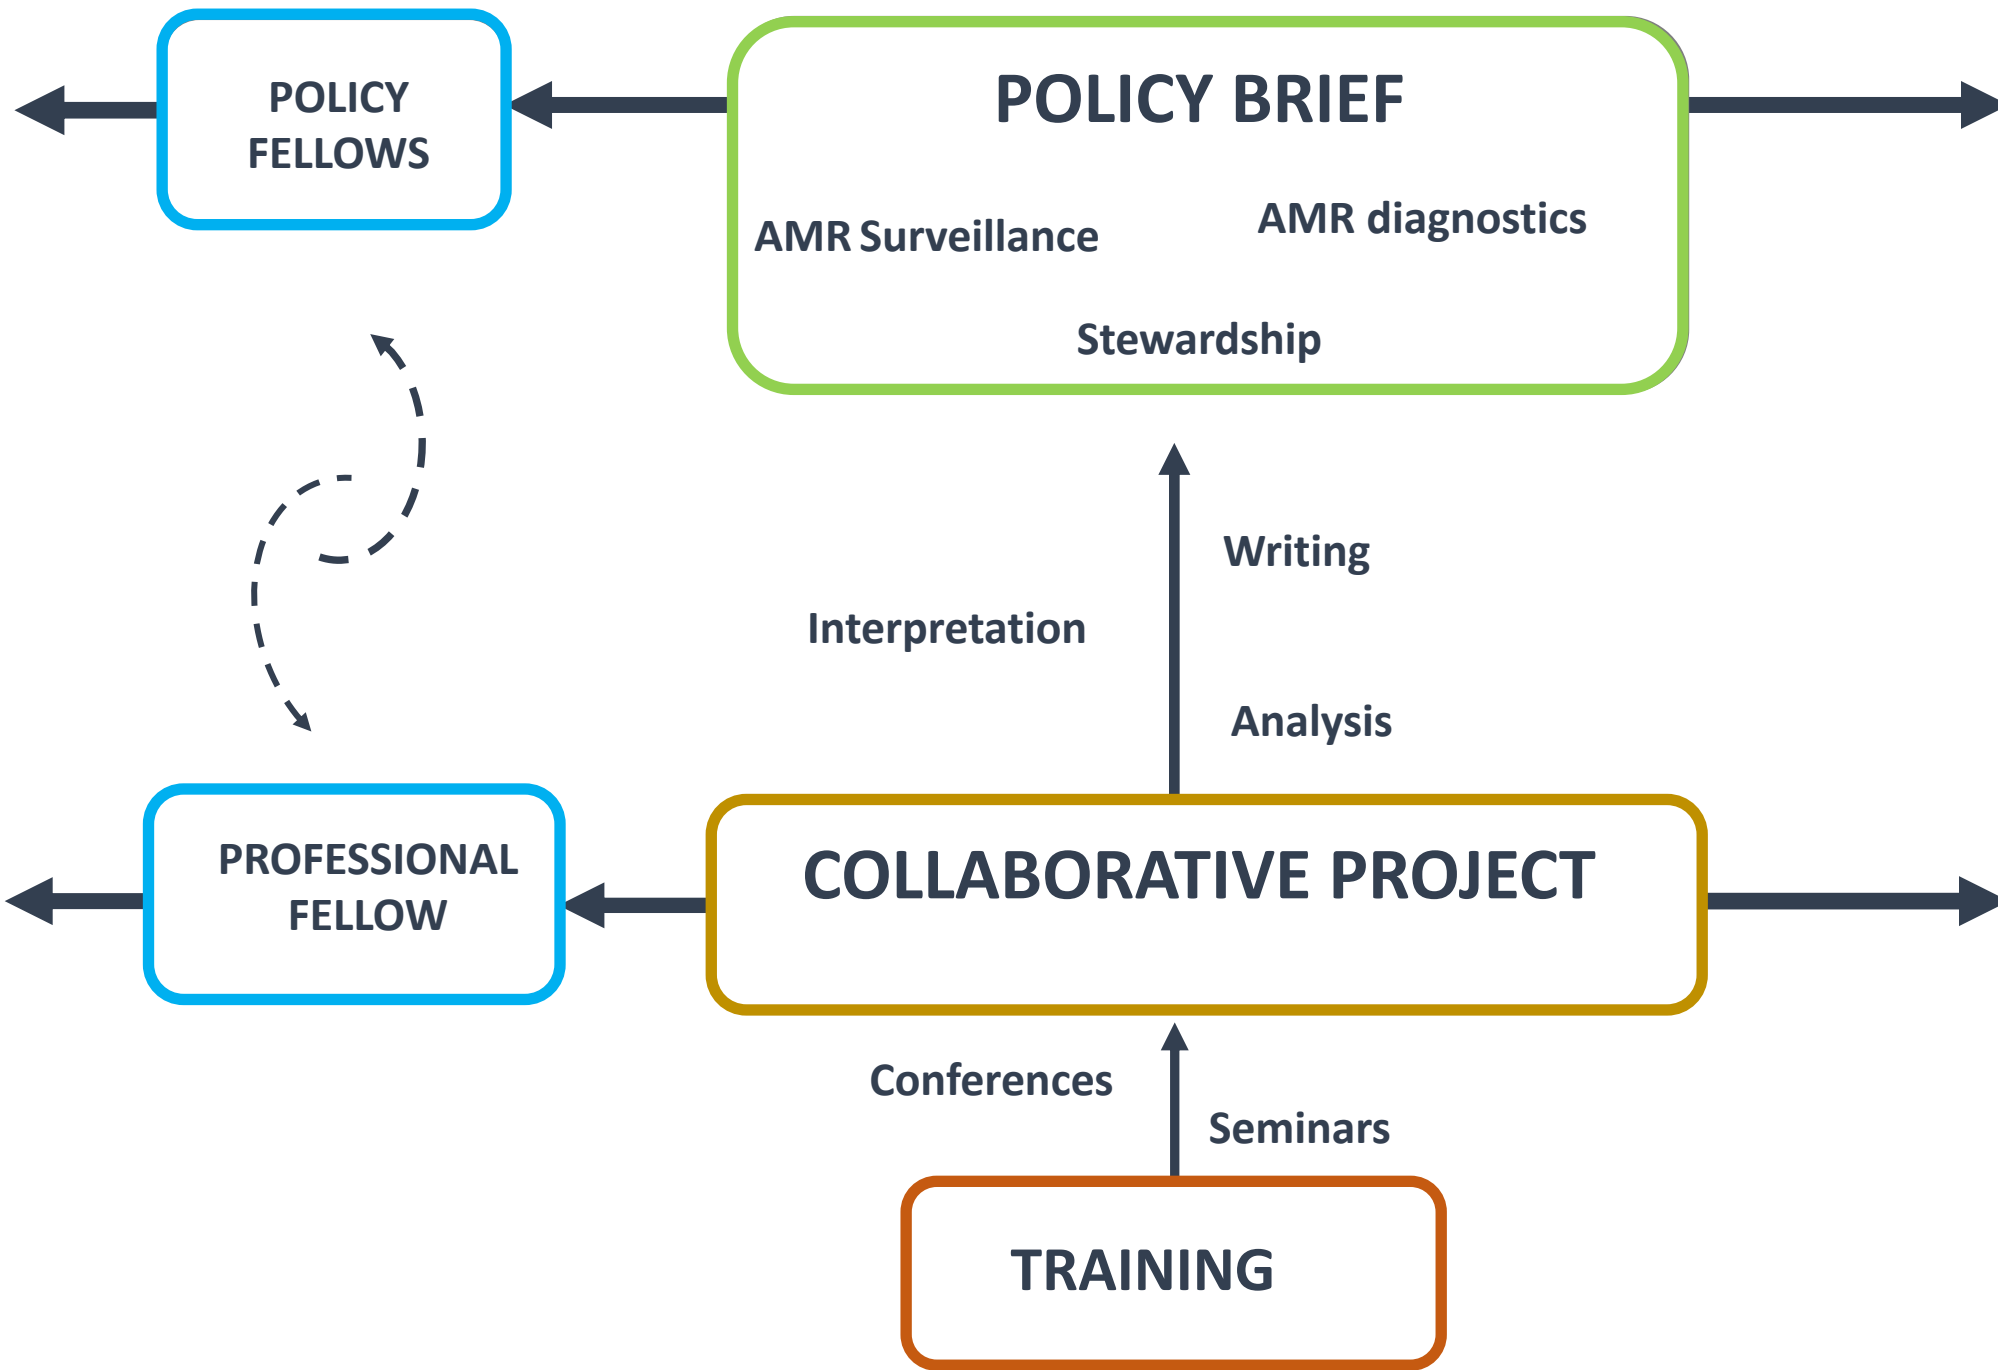 POLICY
FELLOWS
POLICY BRIEF
AMR Surveillance
AMR diagnostics
Stewardship
Writing
Interpretation
Analysis
PROFESSIONAL
FELLOW
COLLABORATIVE PROJECT
Conferences
Seminars
TRAINING